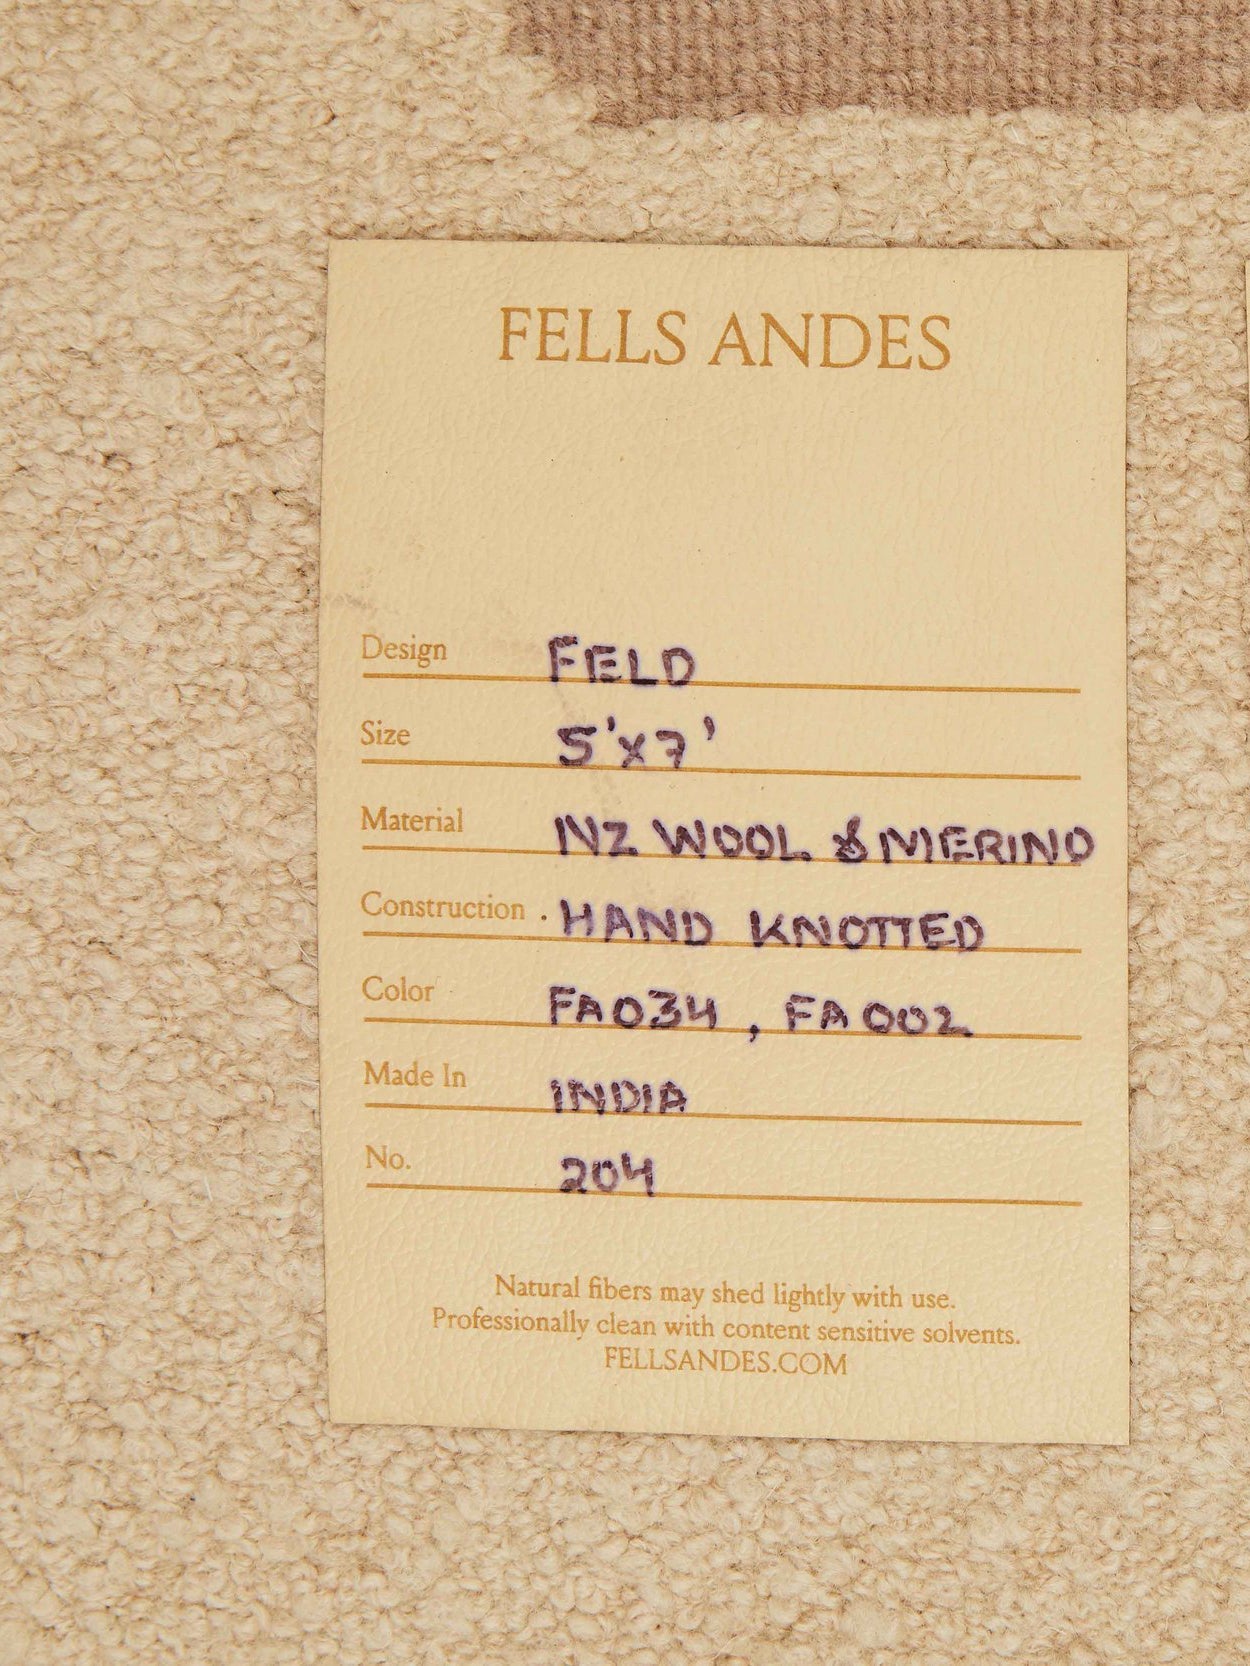 FELLS ANDES
Design FELD
Size 5'x7'
Material NZ WOOL & MERINO
Construction . HAND KNOTTED
Color FA034 , FA002
Made In INDIA
No. 204
Natural fibers may shed lightly with use.
Professionally clean with content sensitive solvents.
FELLSANDES.COM